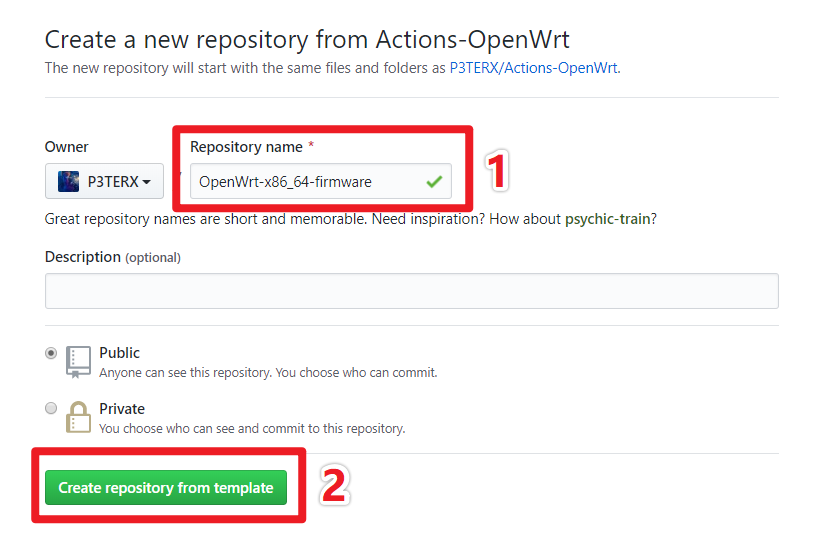 Create a new repository from Actions-OpenWrt
The new repository will start with the same files and folders as P3TERX/Actions-OpenWrt.
Owner
Repository name *
P3TERX
/
OpenWrt-x86_64-firmware
1
Great repository names are short and memorable. Need inspiration? How about psychic-train?
Description (optional)
Public
Anyone can see this repository. You choose who can commit.
Private
You choose who can see and commit to this repository.
Create repository from template
2